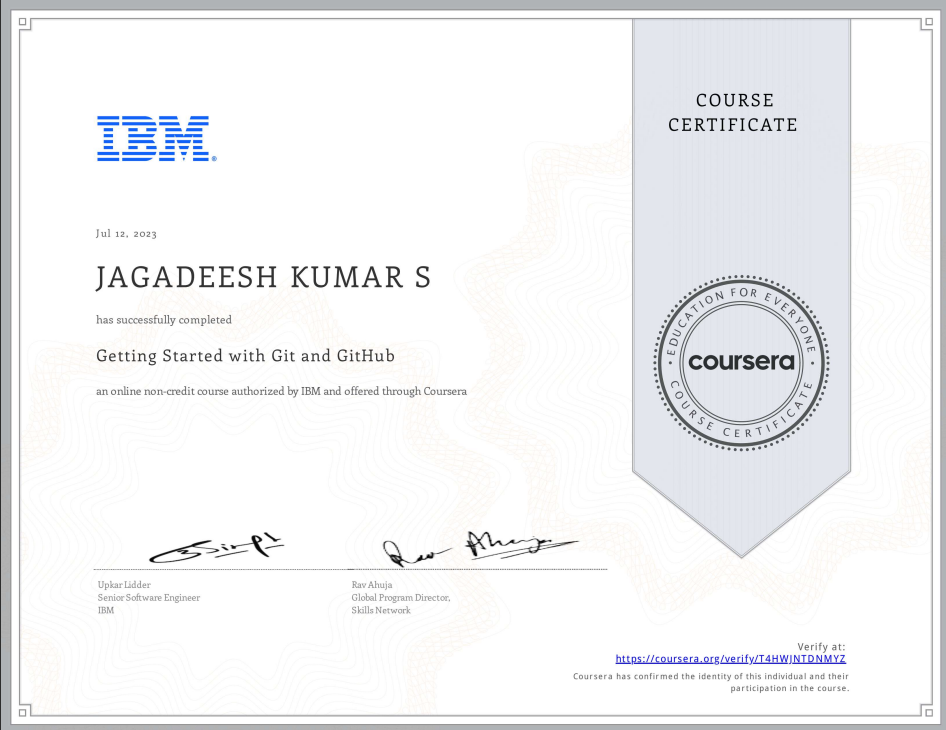 COURSE
CERTIFICATE
IBM®
Jul 12, 2023
JAGADEESH KUMAR S
has successfully completed
Getting Started with Git and GitHub
an online non-credit course authorized by IBM and offered through Coursera
EDUCATION FOR EVERYONE
coursera
COURSE CERTIFICATE
Upkar Lidder
Senior Software Engineer
IBM
Rav Ahuja
Rav Ahuja
Global Program Director,
Skills Network
Verify at:
https://coursera.org/verify/T4HWJNTDNMYZ
Coursera has confirmed the identity of this individual and their
participation in the course.